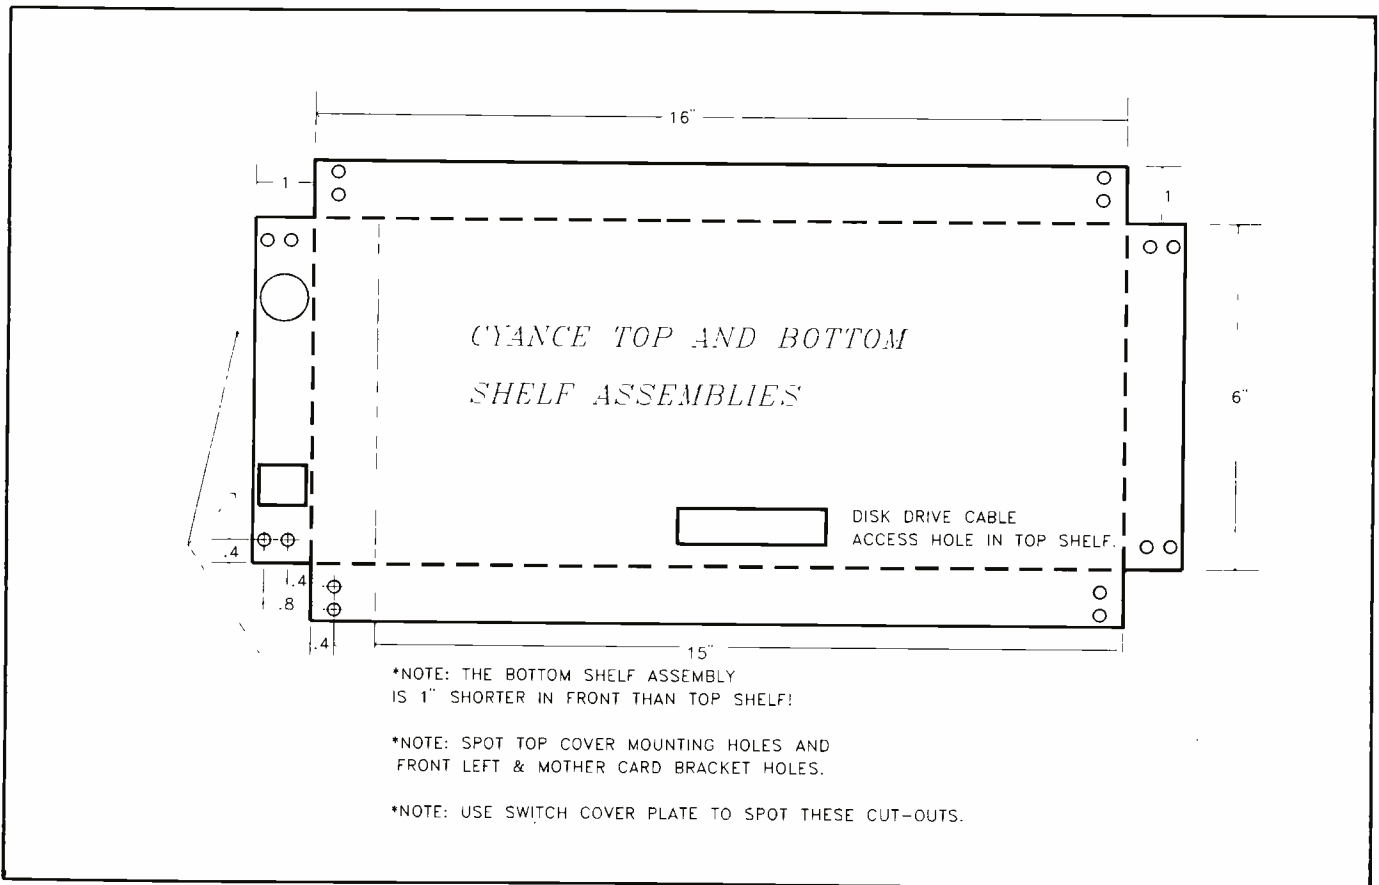 16"
1
1
CYANCE TOP AND BOTTOM
SHELF ASSEMBLIES
6"
DISK DRIVE CABLE
ACCESS HOLE IN TOP SHELF.
.4
.4
.8
.4
15"
*NOTE: THE BOTTOM SHELF ASSEMBLY
IS 1" SHORTER IN FRONT THAN TOP SHELF!
*NOTE: SPOT TOP COVER MOUNTING HOLES AND
FRONT LEFT & MOTHER CARD BRACKET HOLES.
*NOTE: USE SWITCH COVER PLATE TO SPOT THESE CUT-OUTS.